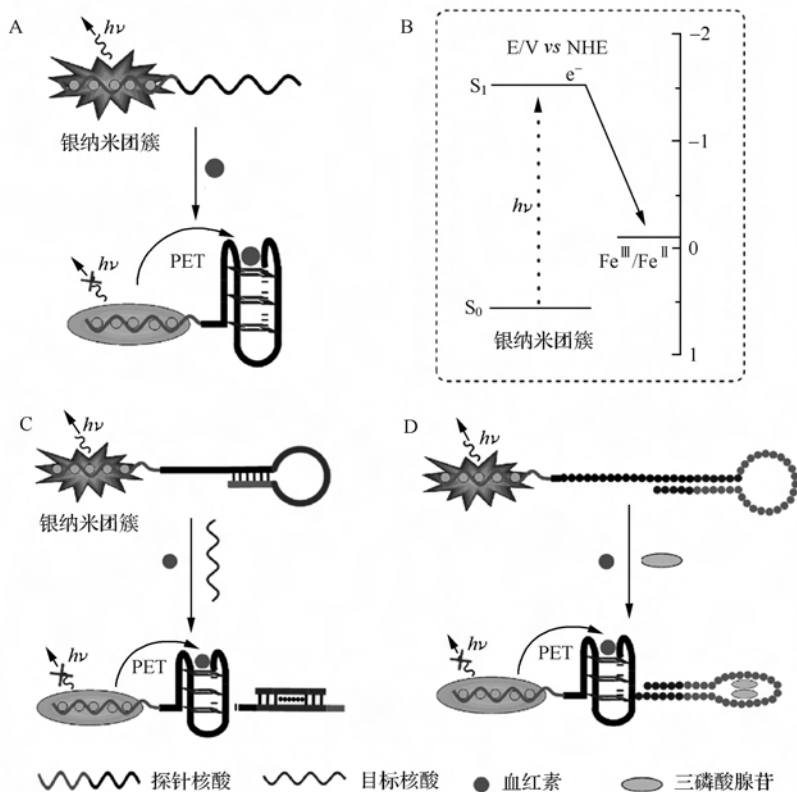 A
hν
银纳米团簇
PET
hν
B
E/V vs NHE
e⁻
S₁
hν
S₀
银纳米团簇
Feᴵᴵᴵ/Feᴵᴵ
−2
−1
0
1
C
hν
银纳米团簇
hν
PET
D
hν
hν
PET
探针核酸 目标核酸 血红素 三磷酸腺苷